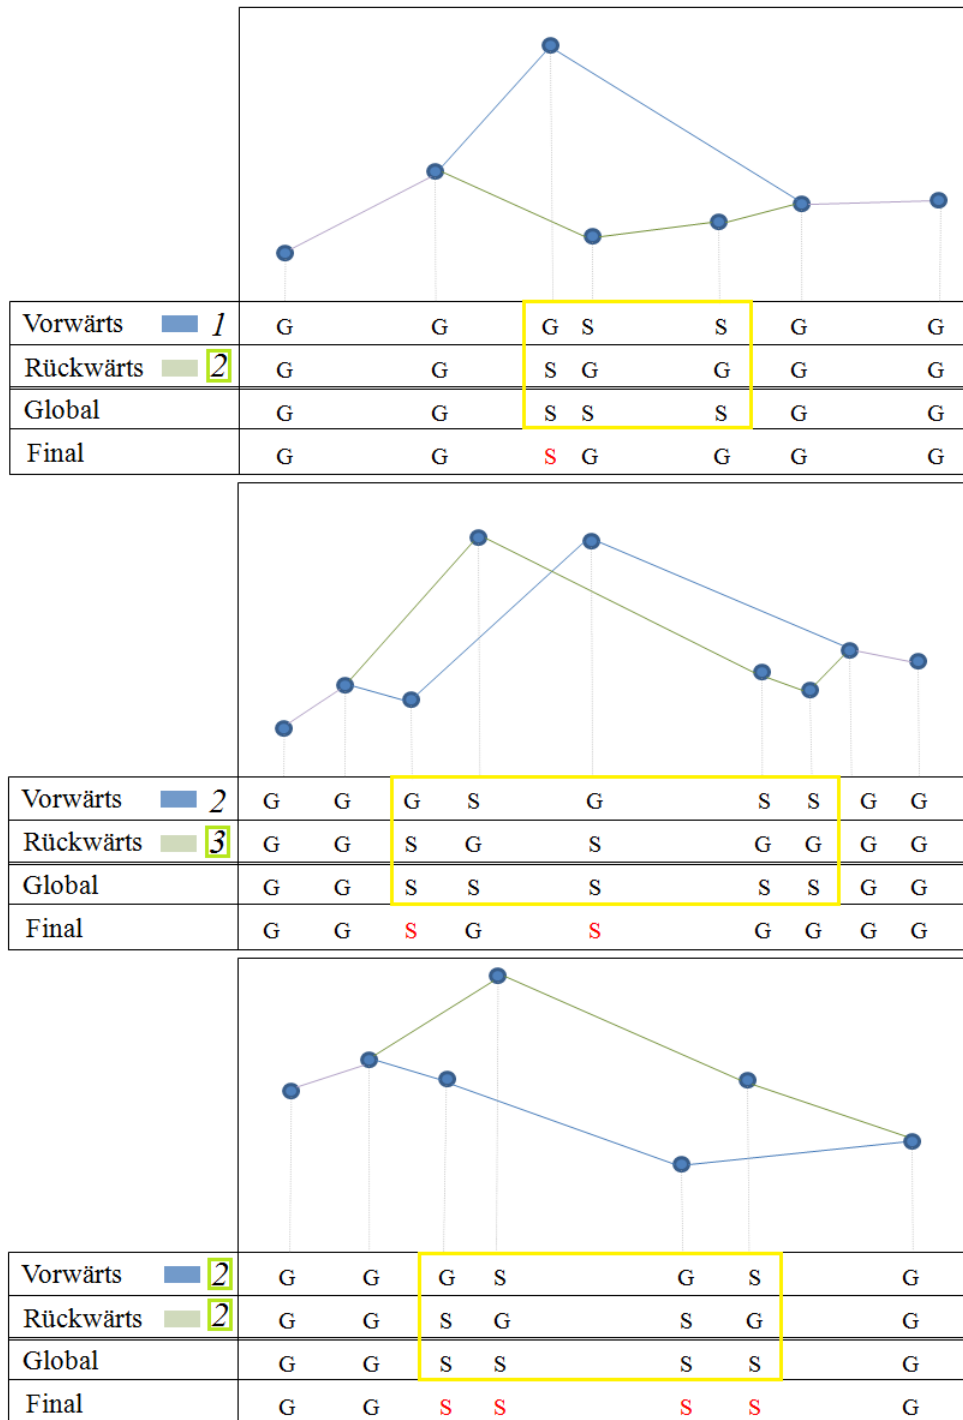 Vorwärts 1 G G G S S G G
Rückwärts 2 G G S G G G G
Global G G S S S G G
Final G G S G G G G
Vorwärts 2 G G G S G S S G G
Rückwärts 3 G G S G S G G G G
Global G G S S S S S G G
Final G G S G S G G G G
Vorwärts 2 G G G S G S G
Rückwärts 2 G G S G S G G
Global G G S S S S G
Final G G S S S S G